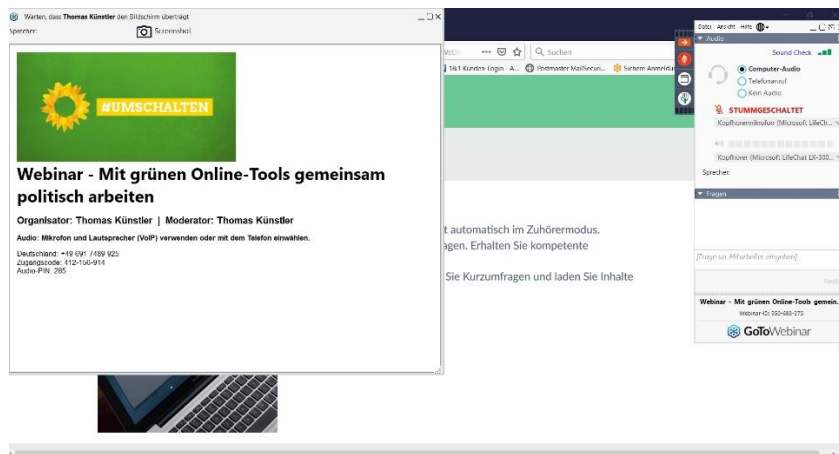 Warten, dass Thomas Künstler den Bildschirm überträgt
Sprecher:
Screenshot
#UMSCHALTEN
Webinar - Mit grünen Online-Tools gemeinsam
politisch arbeiten
Organisator: Thomas Künstler | Moderator: Thomas Künstler
Audio: Mikrofon und Lautsprecher (VoIP) verwenden oder mit dem Telefon einwählen.
Deutschland: +49 691 7489 925
Zugangscode: 412-156-914
Audio-PIN: 285
Suchen
1&1 Kunden-Login - A...
Postmaster MailSecuri...
Sichere Anmeldu
t automatisch im Zuhörermodus.
agen. Erhalten Sie kompetente
Sie Kurzumfragen und laden Sie Inhalte
Datei Ansicht Hilfe
Audio
Sound Check
Computer-Audio
Telefonanruf
Kein Audio
STUMMGESCHALTET
Kopfhörermikrofon (Microsoft LifeCh...
Kopfhörer (Microsoft LifeChat LX-300...
Sprecher:
Fragen
[Frage an Mitarbeiter eingeben]
Webinar - Mit grünen Online-Tools gemein...
Webinar-ID: 350-683-275
GoToWebinar